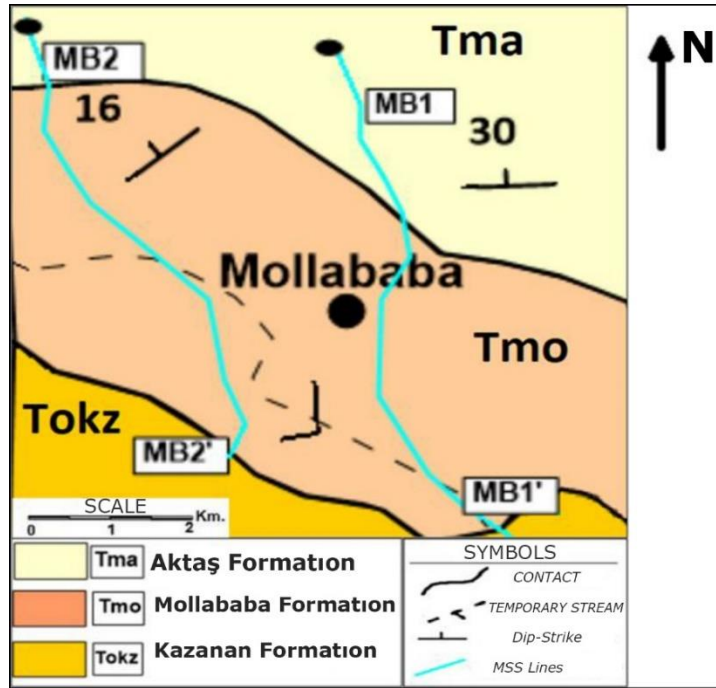 Tma
N
MB2
MB1
16
30
Mollababa
Tmo
Tokz
MB2'
MB1'
SCALE
0 1 2 Km.
Tma Aktaş Formatıon
Tmo Mollababa Formatıon
Tokz Kazanan Formatıon
SYMBOLS
CONTACT
TEMPORARY STREAM
Dip-Strike
MSS Lines